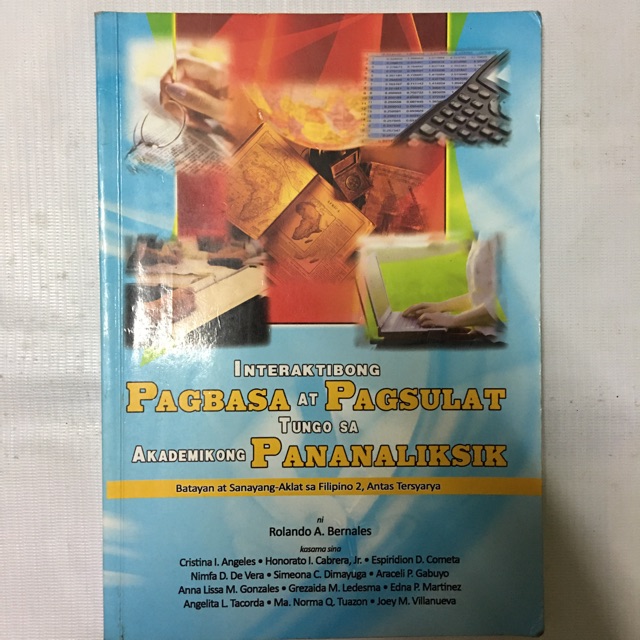 INTERAKTIBONG
PAGBASA AT PAGSULAT
TUNGO SA
AKADEMIKONG PANANALIKSIK
Batayan at Sanayang-Aklat sa Filipino 2, Antas Tersyarya
ni
Rolando A. Bernales
kasama sina
Cristina I. Angeles • Honorato I. Cabrera, Jr. • Espiridion D. Cometa
Nimfa D. De Vera • Simeona C. Dimayuga • Araceli P. Gabuyo
Anna Lissa M. Gonzales • Grezaida M. Ledesma • Edna P. Martinez
Angelita L. Tacorda • Ma. Norma Q. Tuazon • Joey M. Villanueva